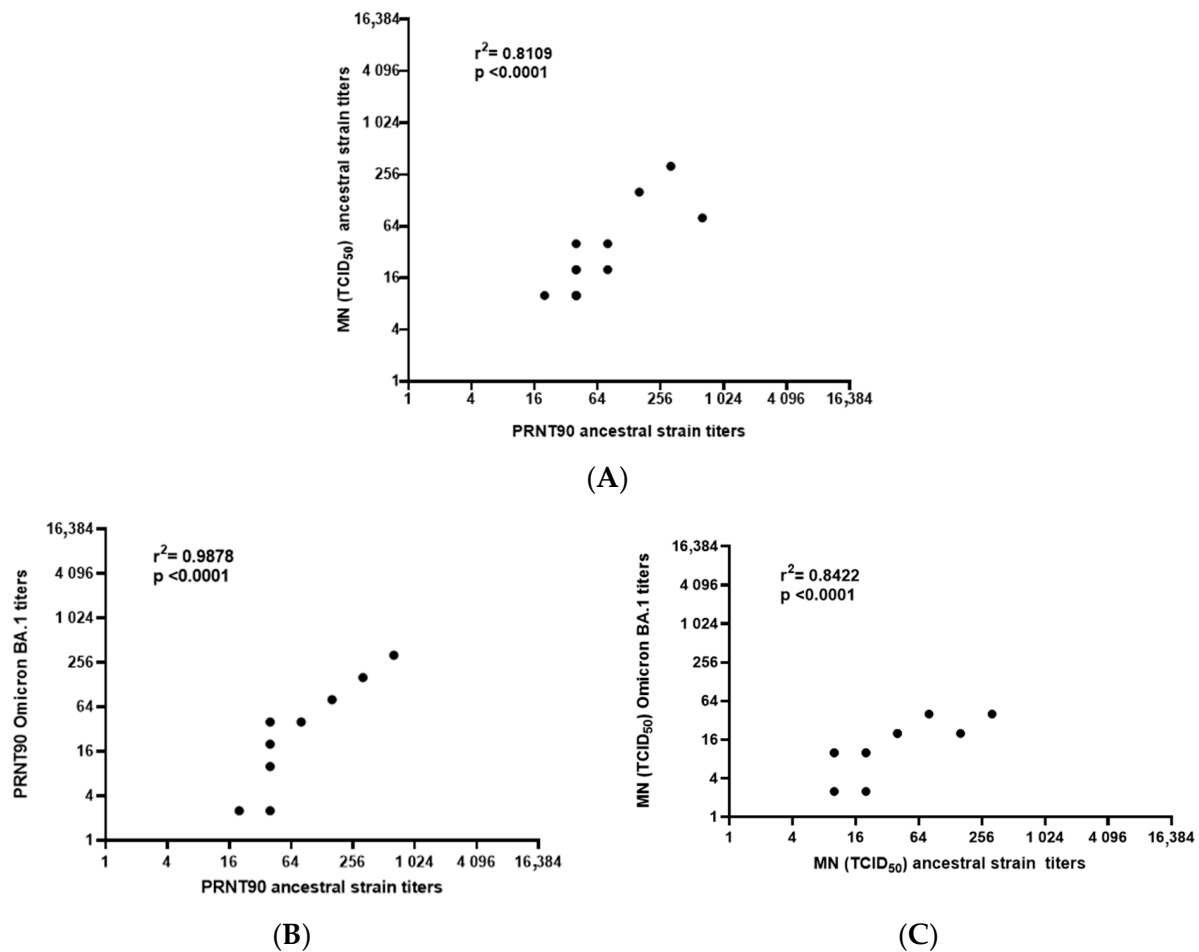 16,384
4 096
1 024
256
64
16
4
1
MN (TCID50) ancestral strain titers
r2= 0.8109
p <0.0001
1 4 16 64 256 1 024 4 096 16,384
PRNT90 ancestral strain titers
(A)
16,384
4 096
1 024
256
64
16
4
1
PRNT90 Omicron BA.1 titers
r2= 0.9878
p <0.0001
1 4 16 64 256 1 024 4 096 16,384
PRNT90 ancestral strain titers
(B)
16,384
4 096
1 024
256
64
16
4
1
MN (TCID50) Omicron BA.1 titers
r2= 0.8422
p <0.0001
1 4 16 64 256 1 024 4 096 16,384
MN (TCID50) ancestral strain titers
(C)